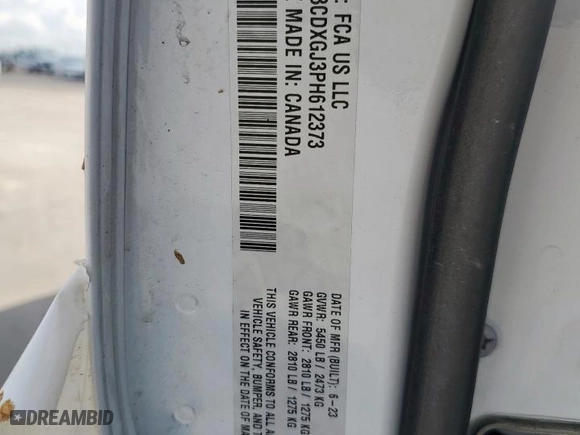 : FCA US LLC
3CDXGJ3PH612373
MADE IN: CANADA
DATE OF MFR (BUILT): 6-23
GVWR: 5450 LB / 2473 KG
GAWR FRONT: 2810 LB / 1275 KG
GAWR REAR: 2810 LB / 1275 KG
THIS VEHICLE CONFORMS TO ALL A
VEHICLE SAFETY, BUMPER, AND T
IN EFFECT ON THE DATE OF MA
DREAMBID